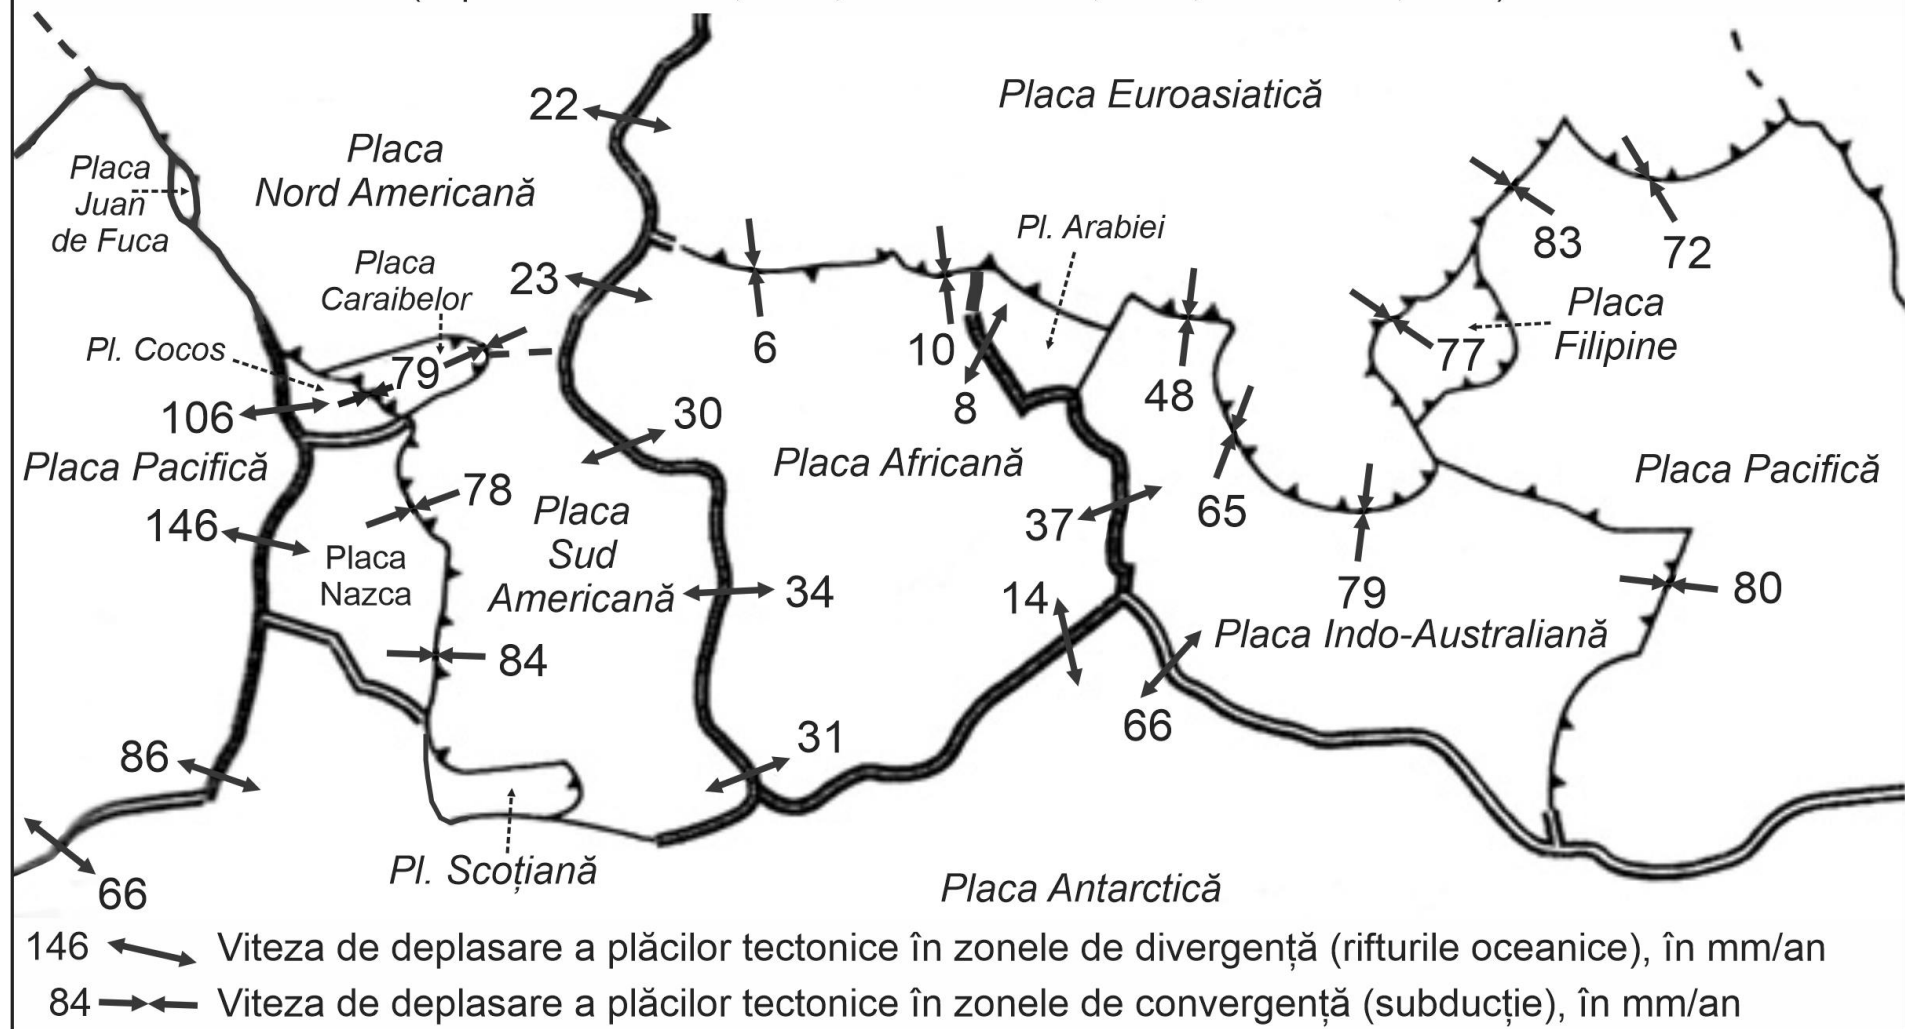 22
Placa Euroasiatică
Placa
Nord Americană
Placa
Juan
de Fuca
Pl. Arabiei
83
72
Placa
Caraibelor
23
Placa
Filipine
6
10
Pl. Cocos
79
77
48
8
106
30
Placa Pacifică
Placa Africană
Placa Pacifică
78
65
37
146
Placa
Sud
Americană
Placa
Nazca
34
14
79
80
Placa Indo-Australiană
84
66
31
86
Pl. Scoțiană
Placa Antarctică
66
146 Viteza de deplasare a plăcilor tectonice în zonele de divergență (rifturile oceanice), în mm/an
84 Viteza de deplasare a plăcilor tectonice în zonele de convergență (subducție), în mm/an